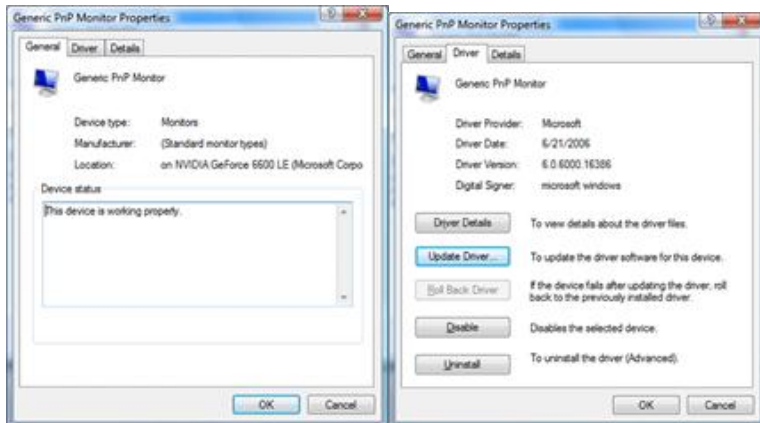 Generic PnP Monitor Properties
General Driver Details
Generic PnP Monitor
Device type: Monitors
Manufacturer: (Standard monitor types)
Location: on NVIDIA GeForce 6600 LE (Microsoft Corpo
Device status
This device is working properly.
OK Cancel
Generic PnP Monitor Properties
General Driver Details
Generic PnP Monitor
Driver Provider: Microsoft
Driver Date: 6/21/2006
Driver Version: 6.0.6000.16386
Digital Signer: microsoft windows
Driver Details To view details about the driver files.
Update Driver... To update the driver software for this device.
Roll Back Driver If the device fails after updating the driver, roll
back to the previously installed driver.
Disable Disables the selected device.
Uninstall To uninstall the driver (Advanced).
OK Cancel